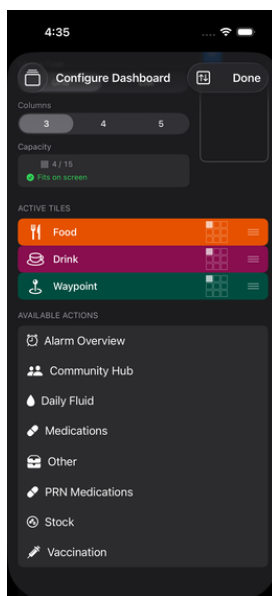 4:35
Configure Dashboard
Done
Columns
3 4 5
Capacity
4 / 15
Fits on screen
ACTIVE TILES
Food
Drink
Waypoint
AVAILABLE ACTIONS
Alarm Overview
Community Hub
Daily Fluid
Medications
Other
PRN Medications
Stock
Vaccination